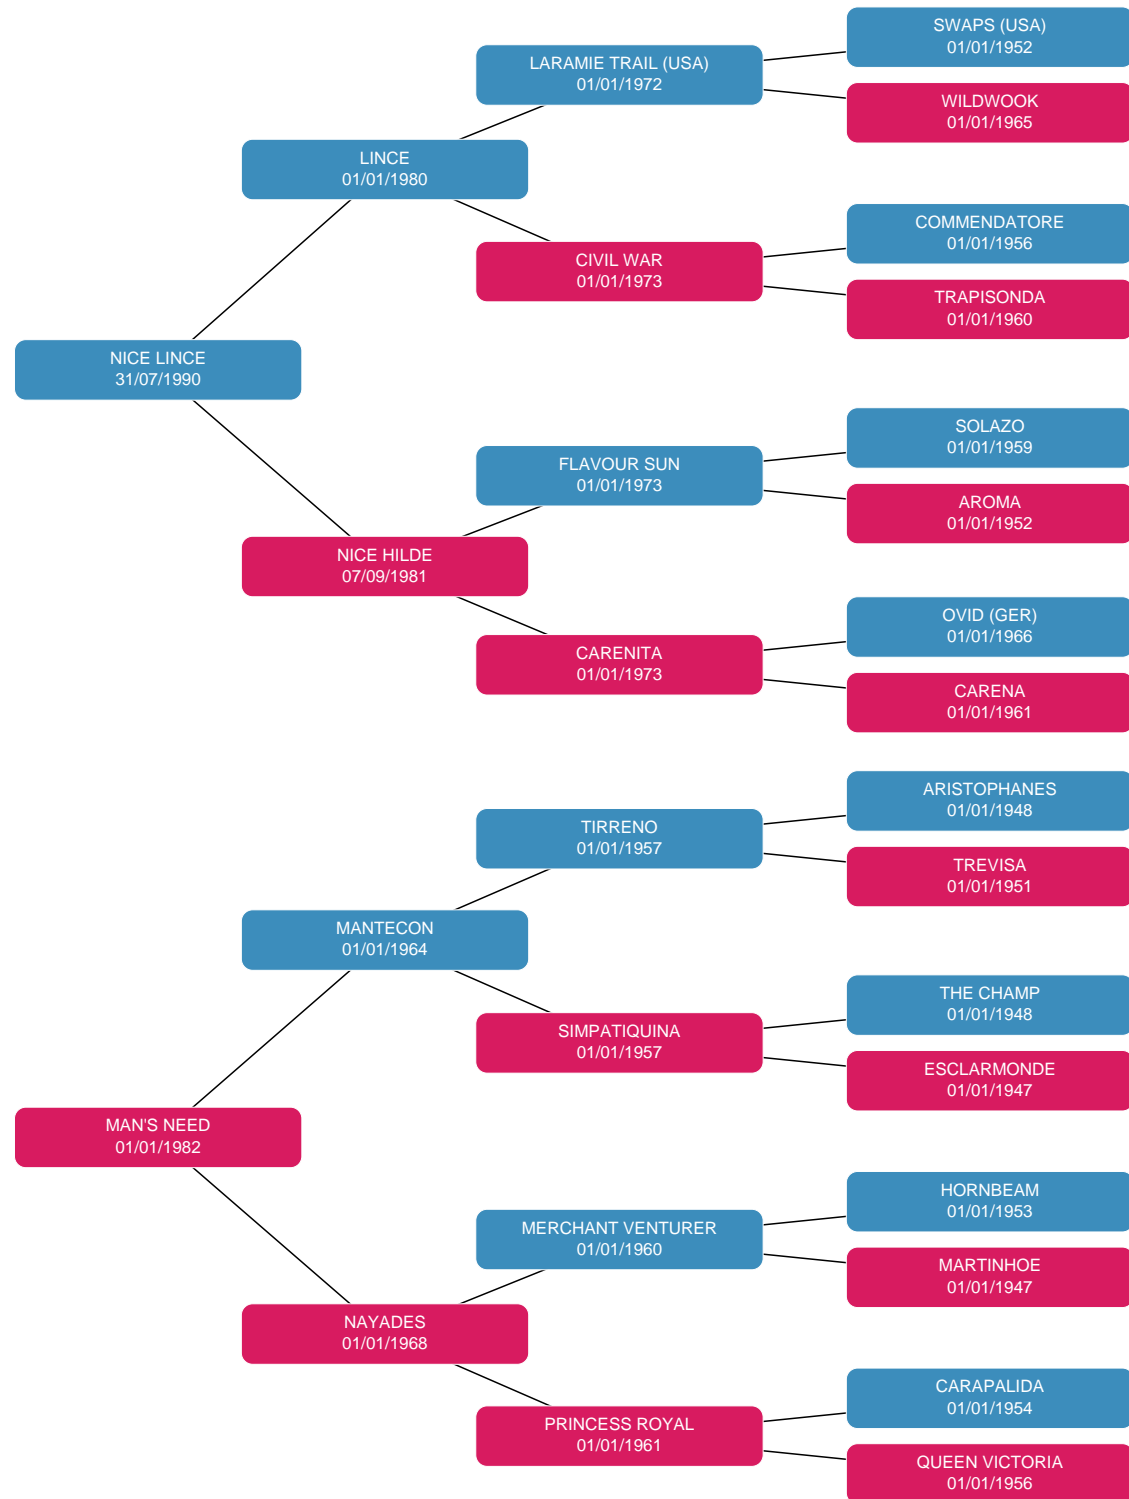 SWAPS (USA)
01/01/1952
LARAMIE TRAIL (USA)
01/01/1972
WILDWOOK
01/01/1965
LINCE
01/01/1980
COMMENDATORE
01/01/1956
CIVIL WAR
01/01/1973
TRAPISONDA
01/01/1960
NICE LINCE
31/07/1990
SOLAZO
01/01/1959
FLAVOUR SUN
01/01/1973
AROMA
01/01/1952
NICE HILDE
07/09/1981
OVID (GER)
01/01/1966
CARENITA
01/01/1973
CARENA
01/01/1961
ARISTOPHANES
01/01/1948
TIRRENO
01/01/1957
TREVISA
01/01/1951
MANTECON
01/01/1964
THE CHAMP
01/01/1948
SIMPATIQUINA
01/01/1957
ESCLARMONDE
01/01/1947
MAN'S NEED
01/01/1982
HORNBEAM
01/01/1953
MERCHANT VENTURER
01/01/1960
MARTINHOE
01/01/1947
NAYADES
01/01/1968
CARAPALIDA
01/01/1954
PRINCESS ROYAL
01/01/1961
QUEEN VICTORIA
01/01/1956